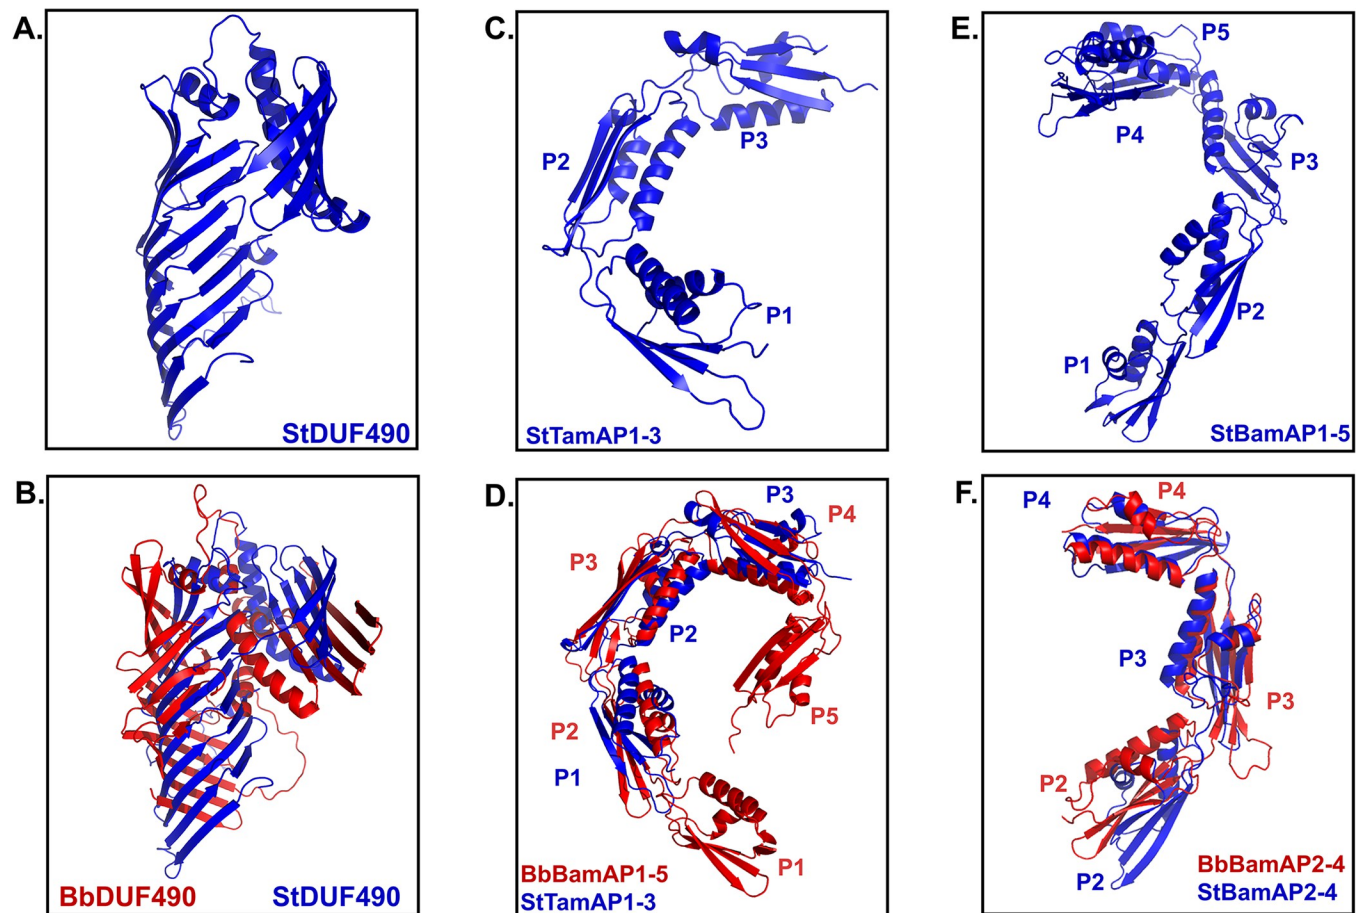 A.
StDUF490
C.
P3
P2
P1
StTamAP1-3
E.
P5
P4
P3
P2
P1
StBamAP1-5
B.
BbDUF490 StDUF490
D.
P3
P4
P3
P2
P5
P2
P1
P1
BbBamAP1-5
StTamAP1-3
F.
P4
P4
P3
P3
P2
P2
BbBamAP2-4
StBamAP2-4